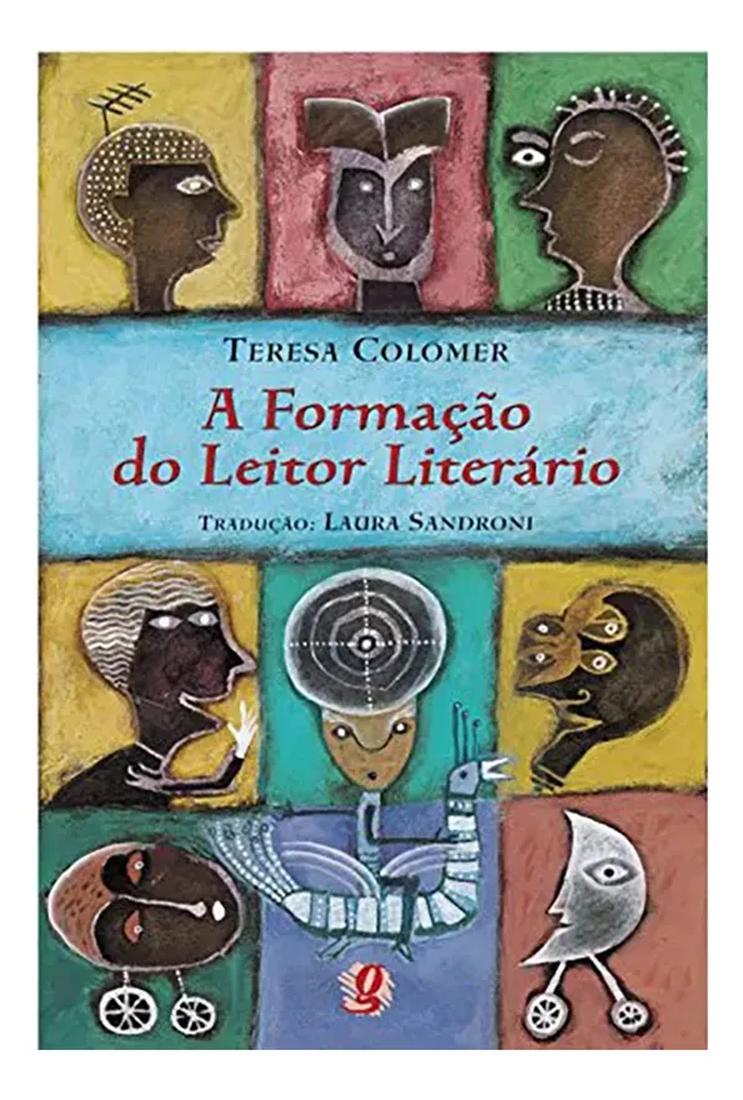 TERESA COLOMER
A Formação
do Leitor Literário
TRADUÇÃO: LAURA SANDRONI
g